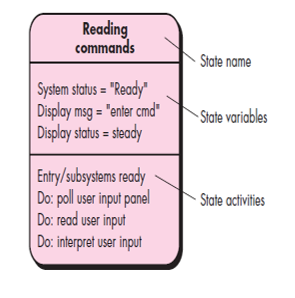 Reading
commands
State name
System status = "Ready"
Display msg = "enter cmd"
Display status = steady
State variables
Entry/subsystems ready
Do: poll user input panel
Do: read user input
Do: interpret user input
State activities